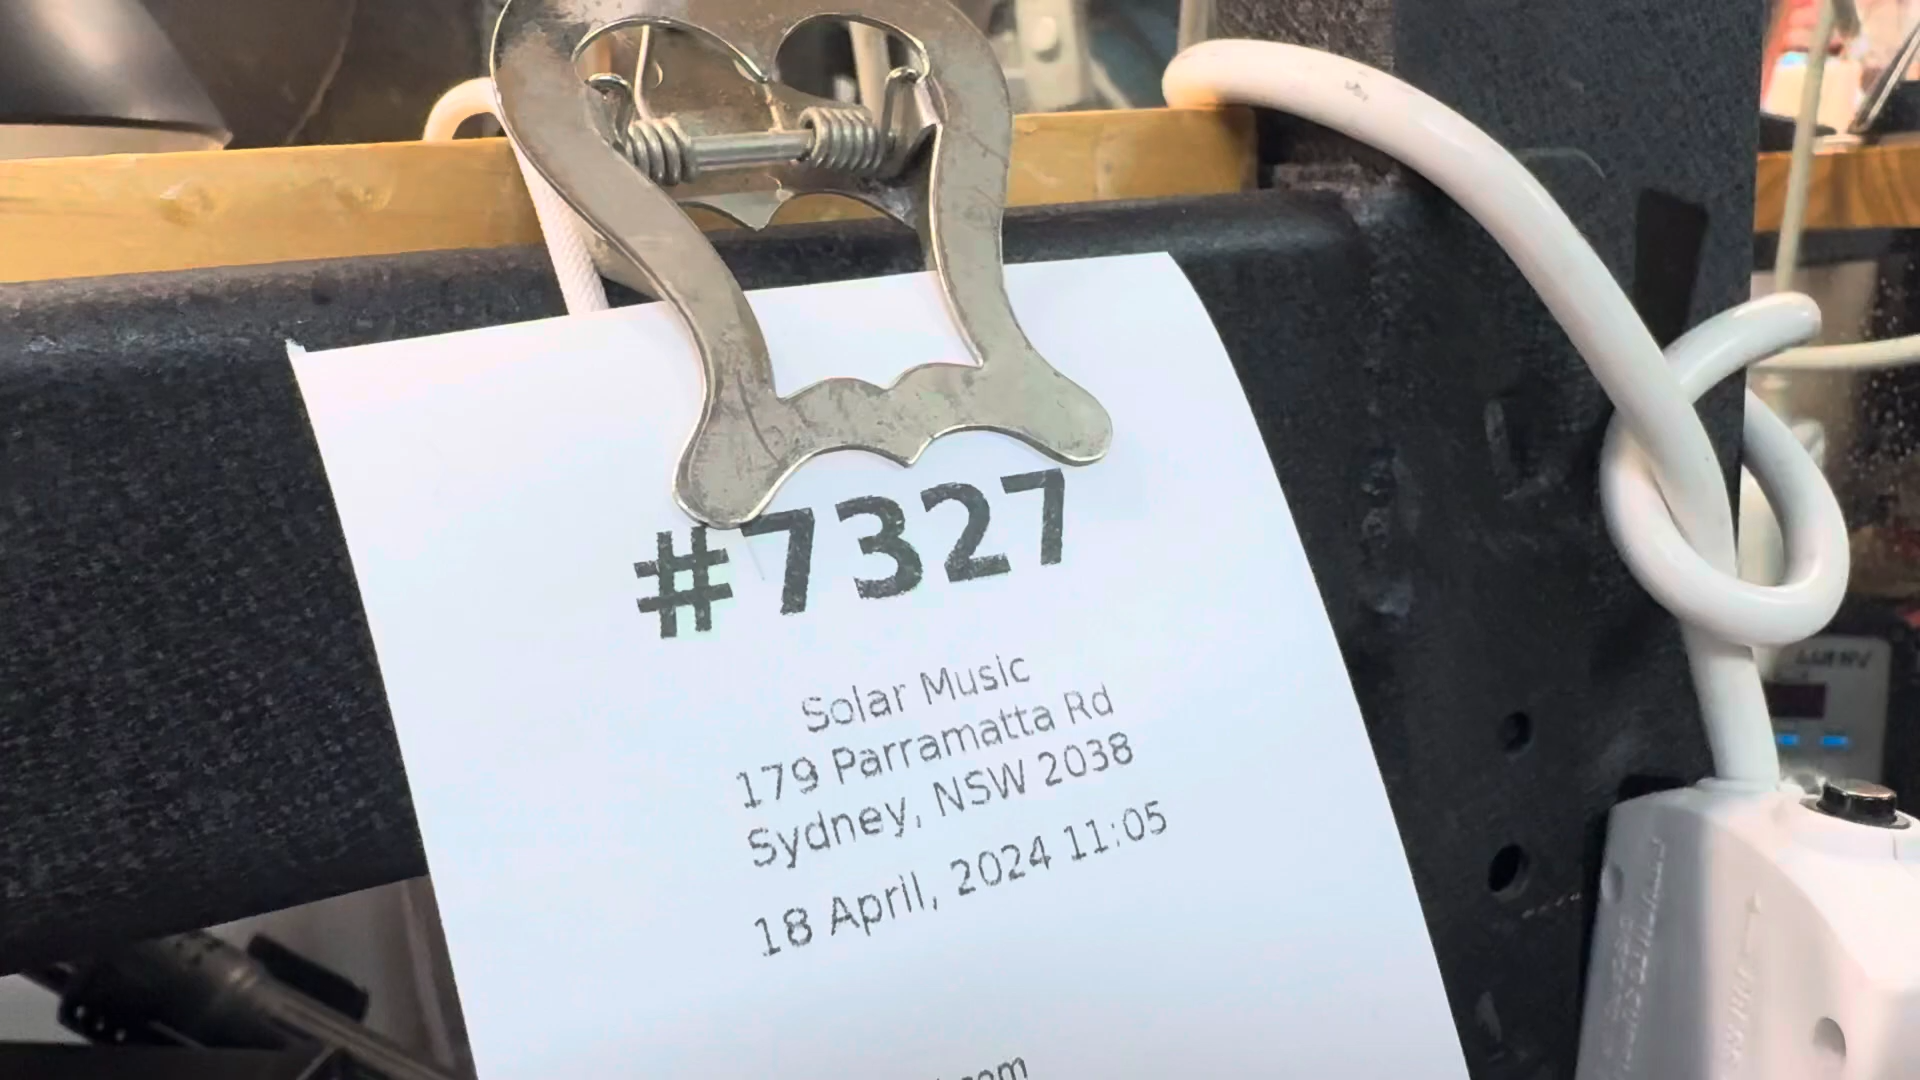 #7327
Solar Music
179 Parramatta Rd
Sydney, NSW 2038
18 April, 2024 11:05